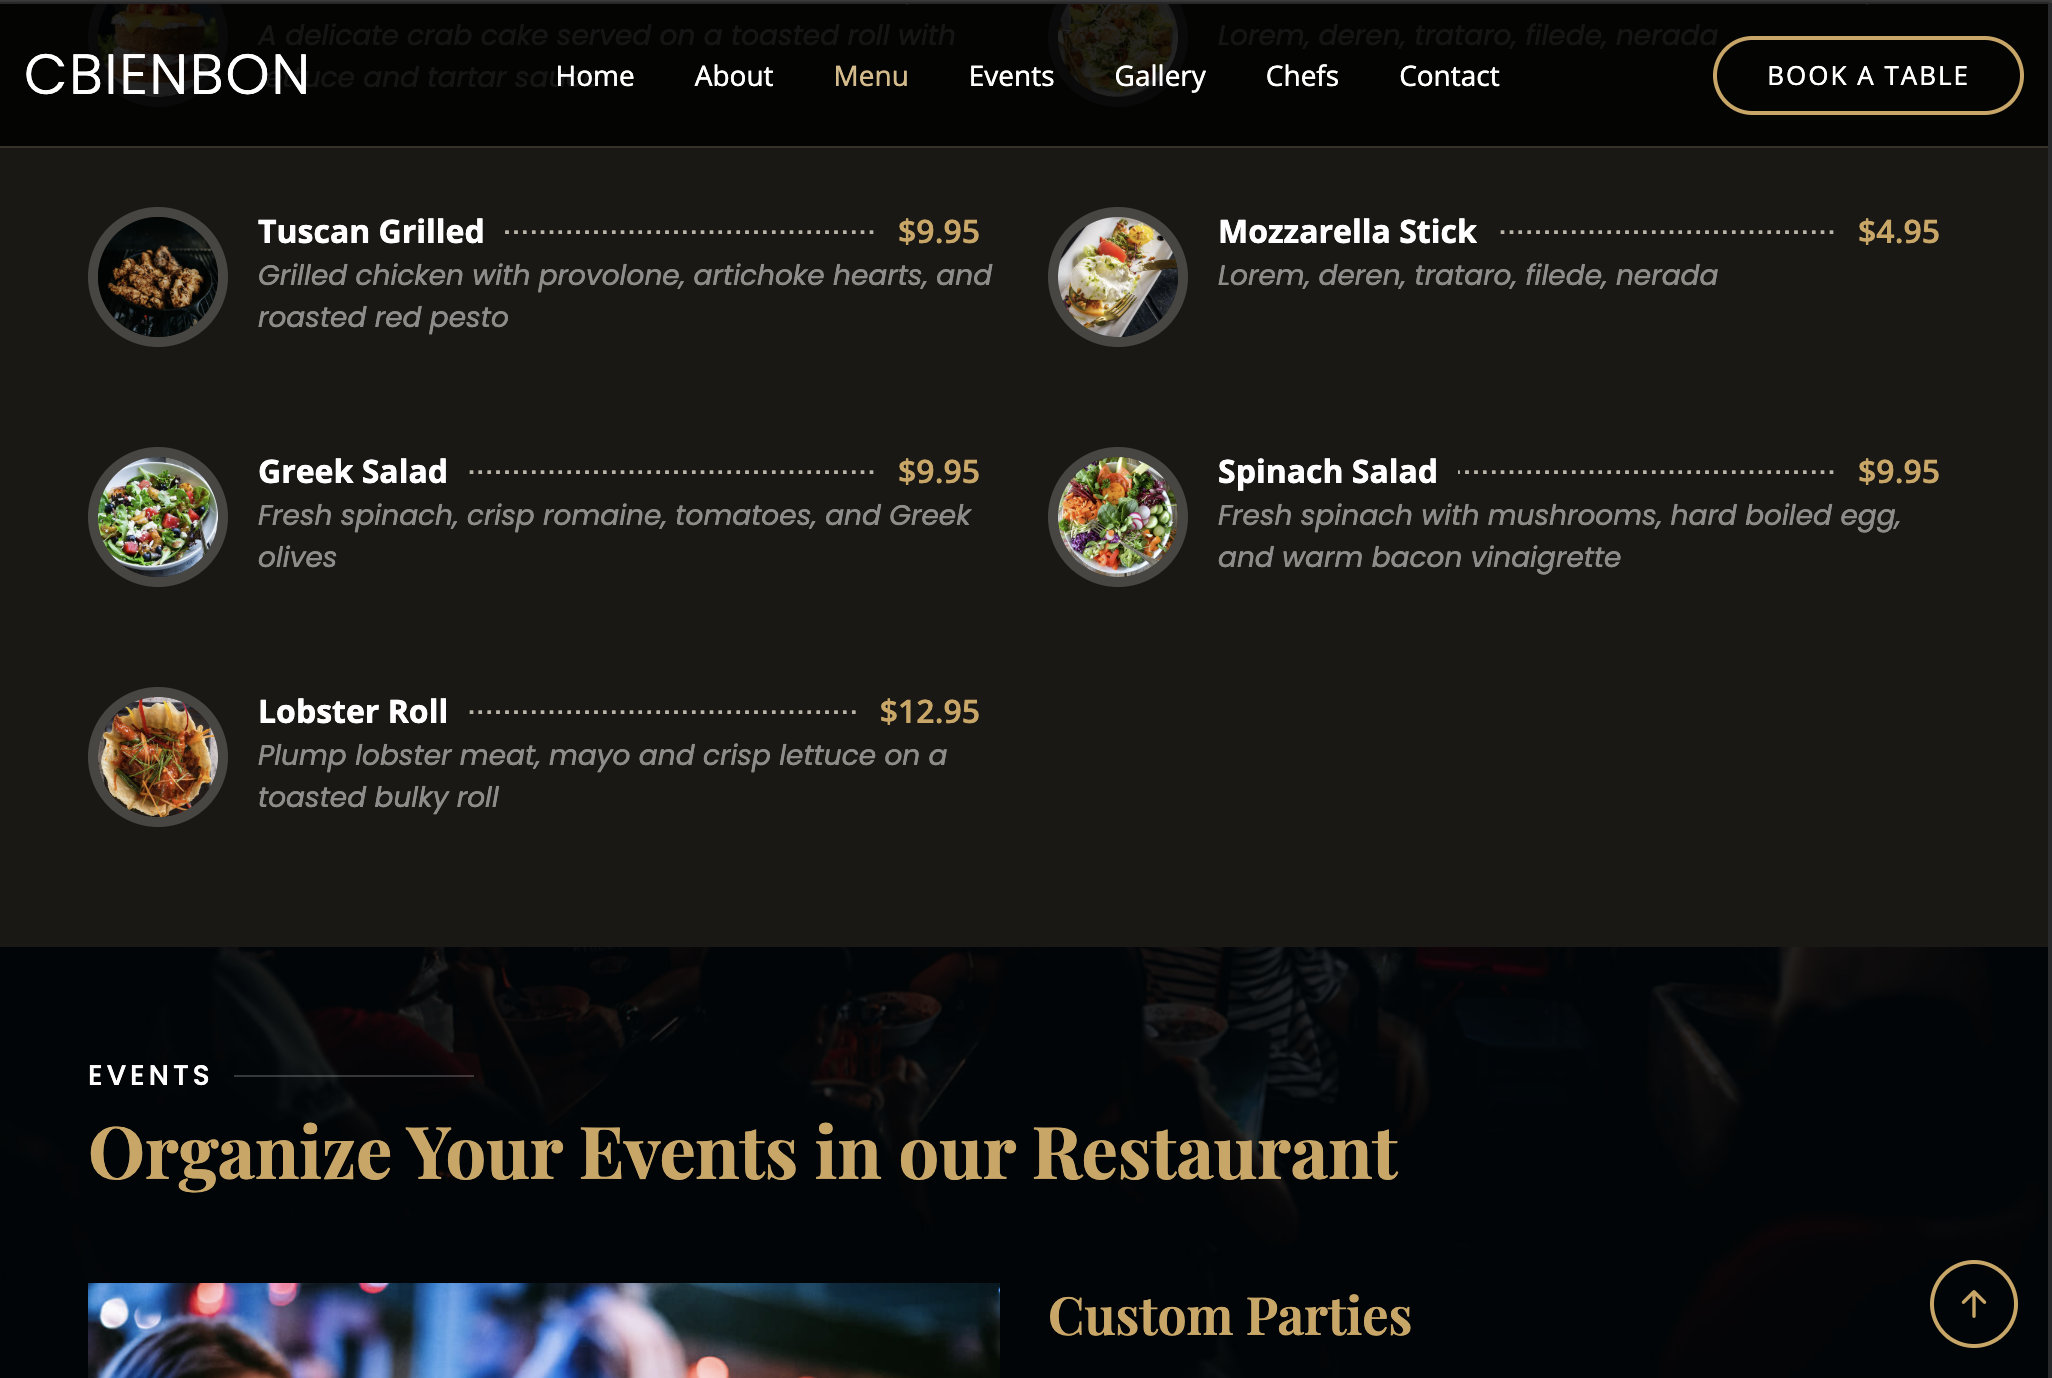 A delicate crab cake served on a toasted roll with
Lorem, deren, trataro, filede, nerada
CBIENBON
and tartar
Home
About
Menu
Events
Gallery
Chefs
Contact
BOOK A TABLE
Tuscan Grilled $9.95
Grilled chicken with provolone, artichoke hearts, and
roasted red pesto
Mozzarella Stick $4.95
Lorem, deren, trataro, filede, nerada
Greek Salad $9.95
Fresh spinach, crisp romaine, tomatoes, and Greek
olives
Spinach Salad $9.95
Fresh spinach with mushrooms, hard boiled egg,
and warm bacon vinaigrette
Lobster Roll $12.95
Plump lobster meat, mayo and crisp lettuce on a
toasted bulky roll
EVENTS
Organize Your Events in our Restaurant
Custom Parties